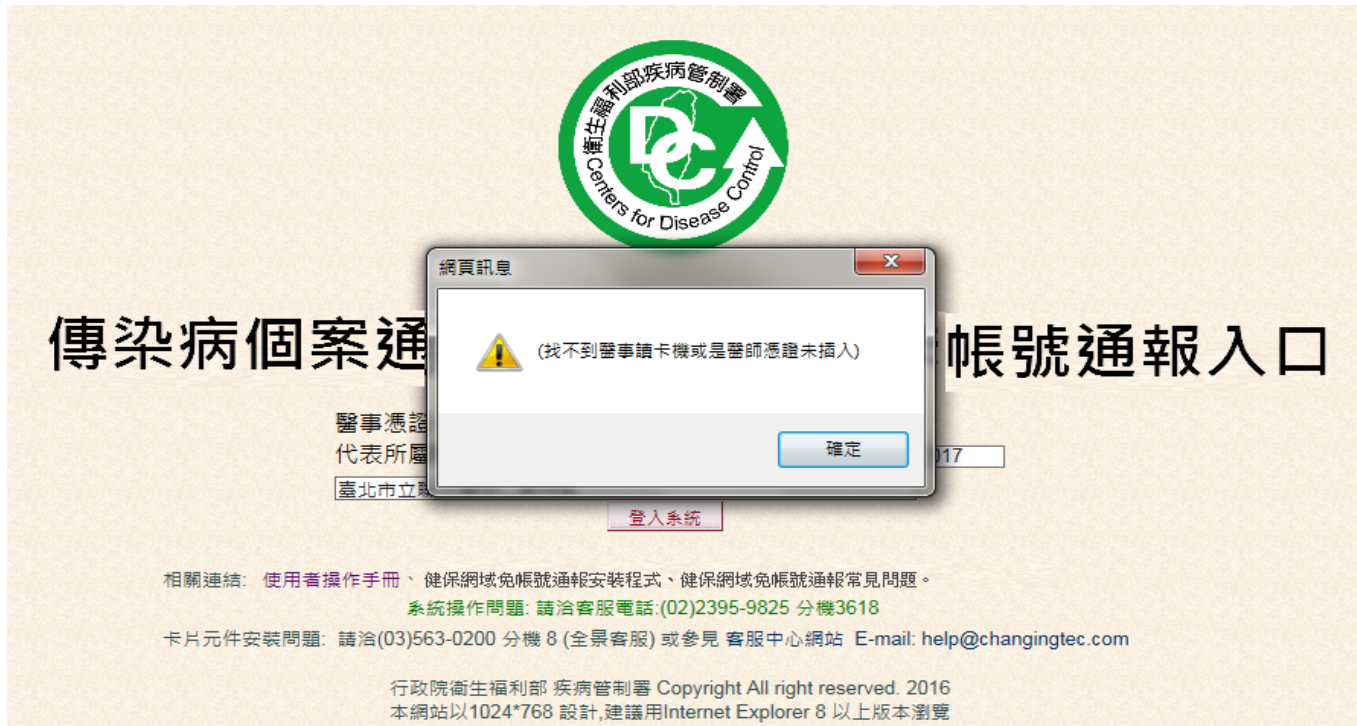 衛生福利部疾病管制署
DC
Centers for Disease Control
網頁訊息
(找不到醫事讀卡機或是醫師憑證未插入)
確定
傳染病個案通
帳號通報入口
醫事憑證
代表所屬
017
臺北市立
登入系統
相關連結: 使用者操作手冊、健保網域免帳號通報安裝程式、健保網域免帳號通報常見問題。
系統操作問題: 請洽客服電話:(02)2395-9825 分機3618
卡片元件安裝問題: 請洽(03)563-0200 分機 8 (全景客服) 或參見 客服中心網站 E-mail: help@changingtec.com
行政院衛生福利部 疾病管制署 Copyright All right reserved. 2016
本網站以1024*768 設計,建議用Internet Explorer 8 以上版本瀏覽